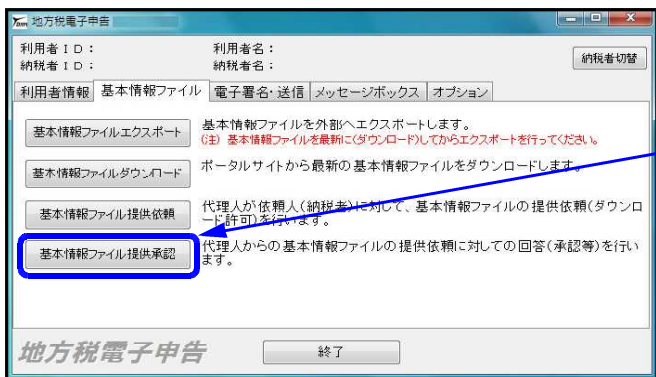 地方税電子申告
利用者ID：
利用者名：
納税者ID：
納税者名：
納税者切替
利用者情報
基本情報ファイル
電子署名・送信
メッセージボックス
オプション
基本情報ファイルエクスポート
基本情報ファイルを外部へエクスポートします。
(注) 基本情報ファイルを最新に(ダウンロード)してからエクスポートを行ってください。
基本情報ファイルダウンロード
ポータルサイトから最新の基本情報ファイルをダウンロードします。
基本情報ファイル提供依頼
代理人が依頼人(納税者)に対して、基本情報ファイルの提供依頼(ダウンロ
ード許可)を行います。
基本情報ファイル提供承認
代理人からの基本情報ファイルの提供依頼に対しての回答(承認等)を行い
ます。
地方税電子申告
終了